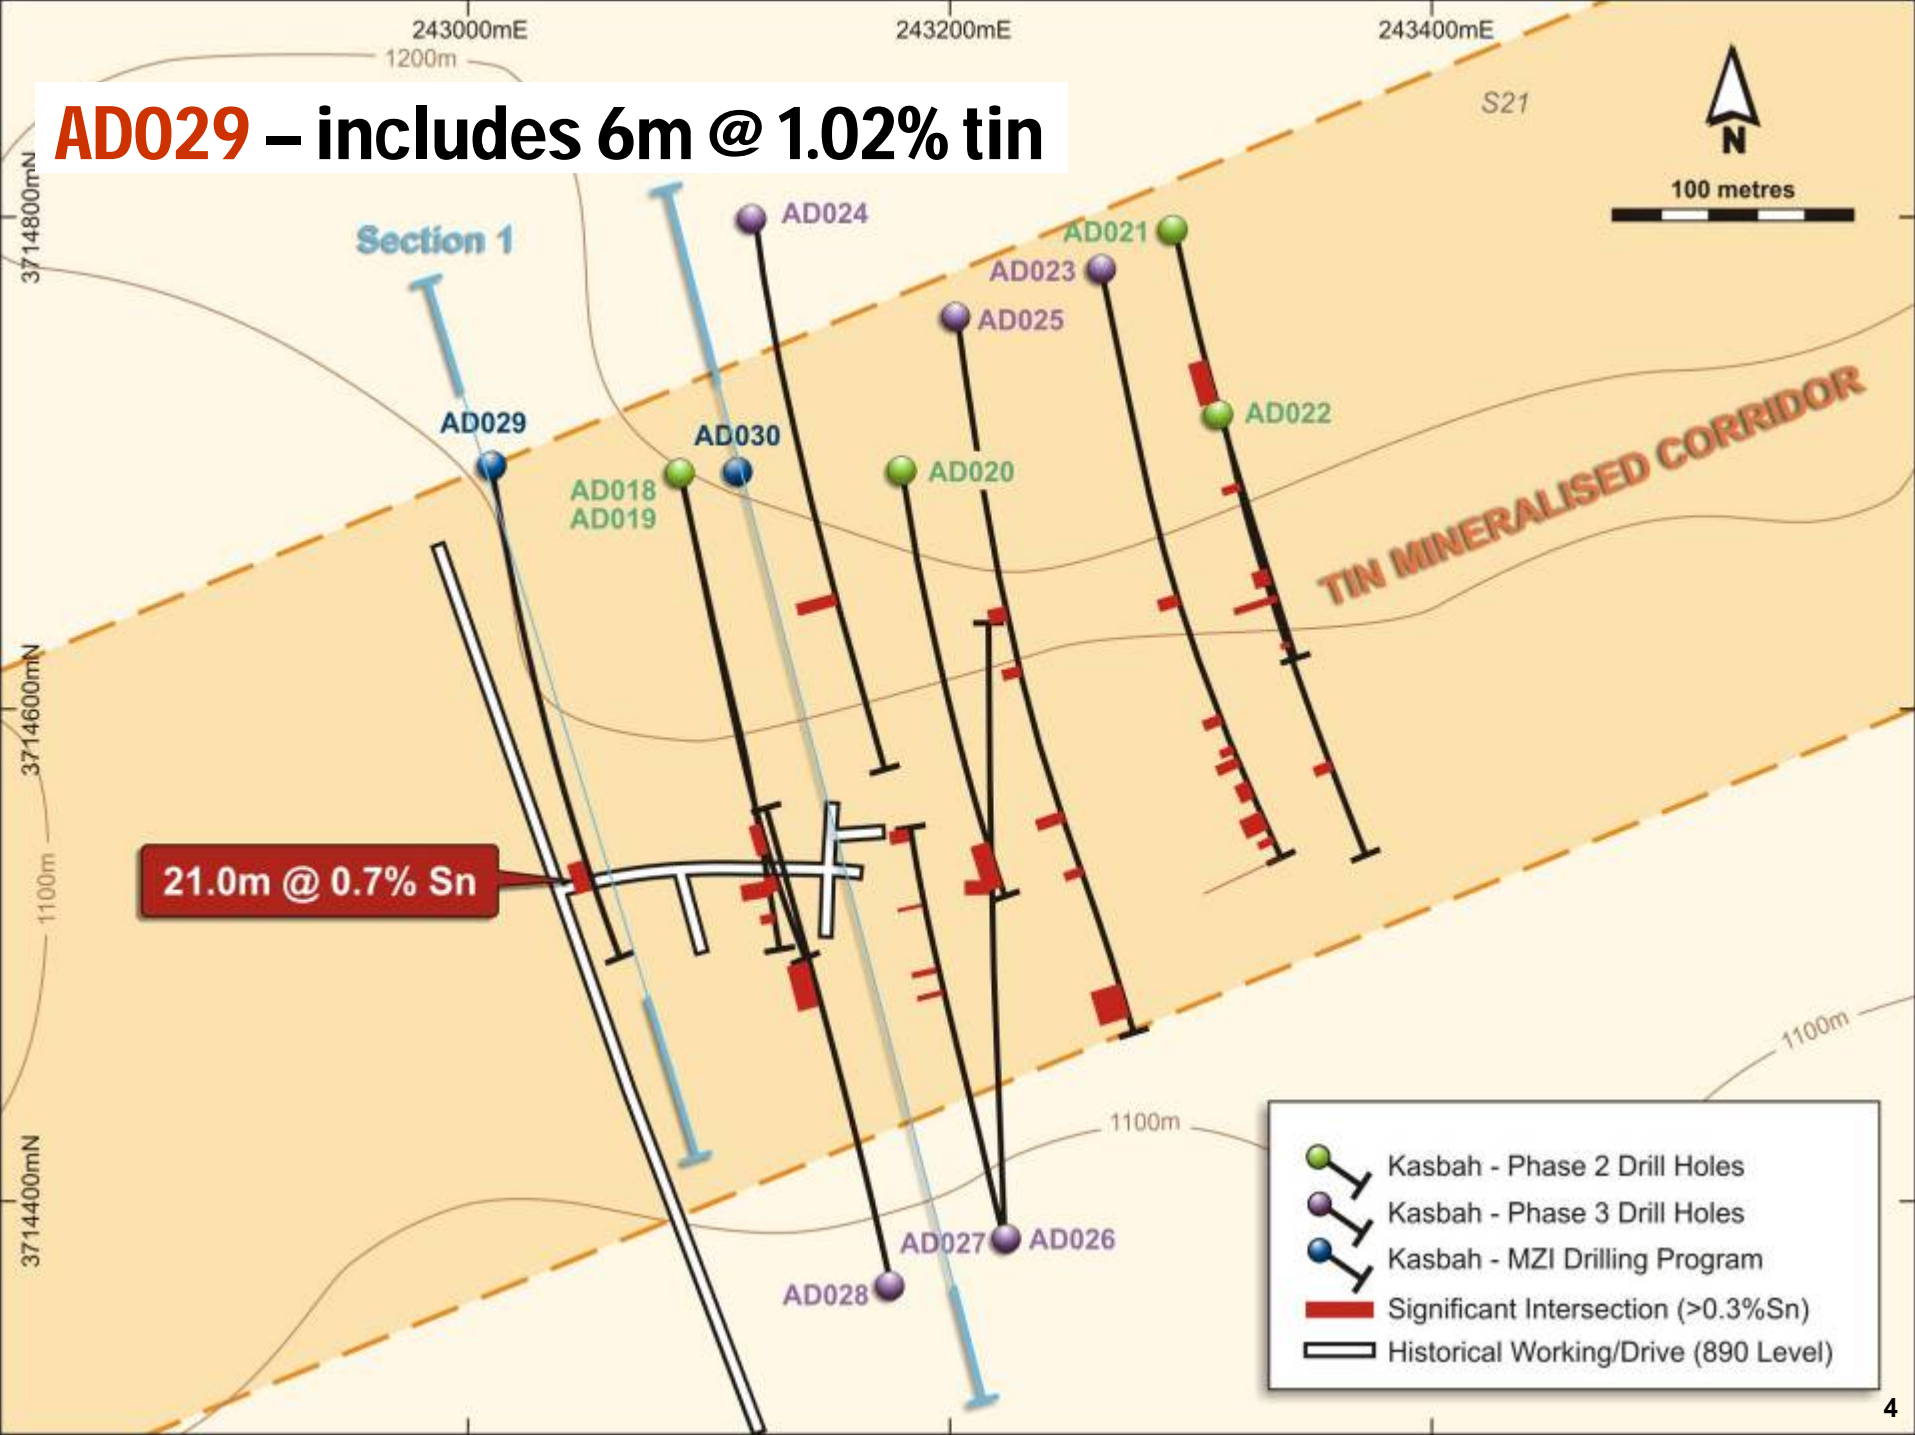 243000mE
243200mE
243400mE
1200m
AD029 – includes 6m @ 1.02% tin
S21
N
100 metres
3714800mN
Section 1
AD024
AD021
AD023
AD025
AD029
AD030
AD022
AD018
AD019
AD020
TIN MINERALISED CORRIDOR
3714600mN
21.0m @ 0.7% Sn
1100m
1100m
1100m
3714400mN
AD027
AD026
AD028
Kasbah - Phase 2 Drill Holes
Kasbah - Phase 3 Drill Holes
Kasbah - MZI Drilling Program
Significant Intersection (>0.3%Sn)
Historical Working/Drive (890 Level)
4